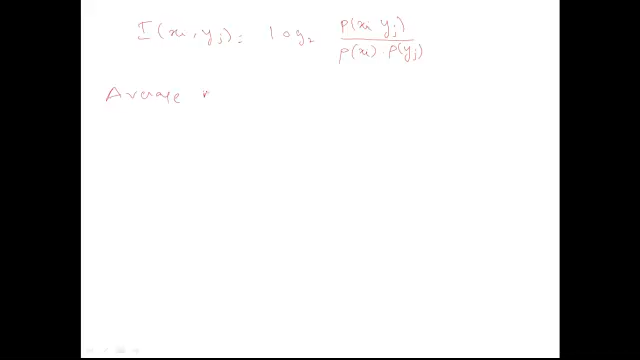 I(xi, yj) = log2 P(xi yj) / P(xi) . P(yj)
Average